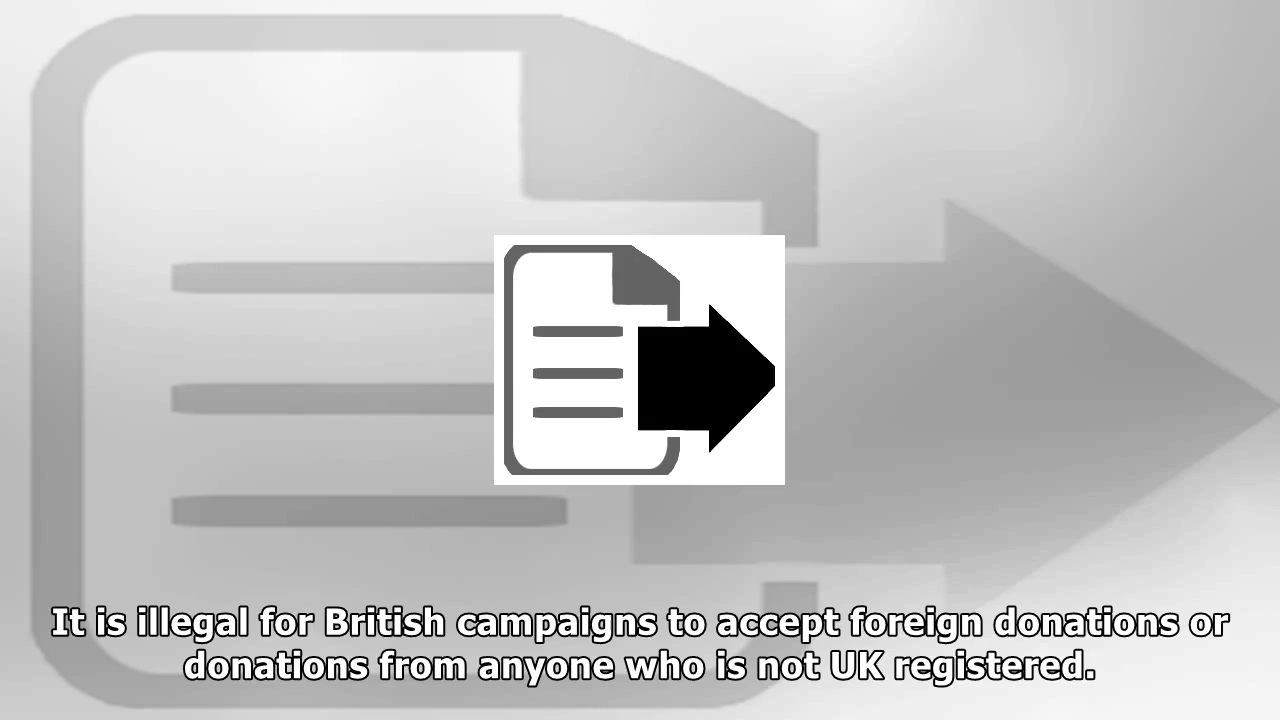 It is illegal for British campaigns to accept foreign donations or
donations from anyone who is not UK registered.